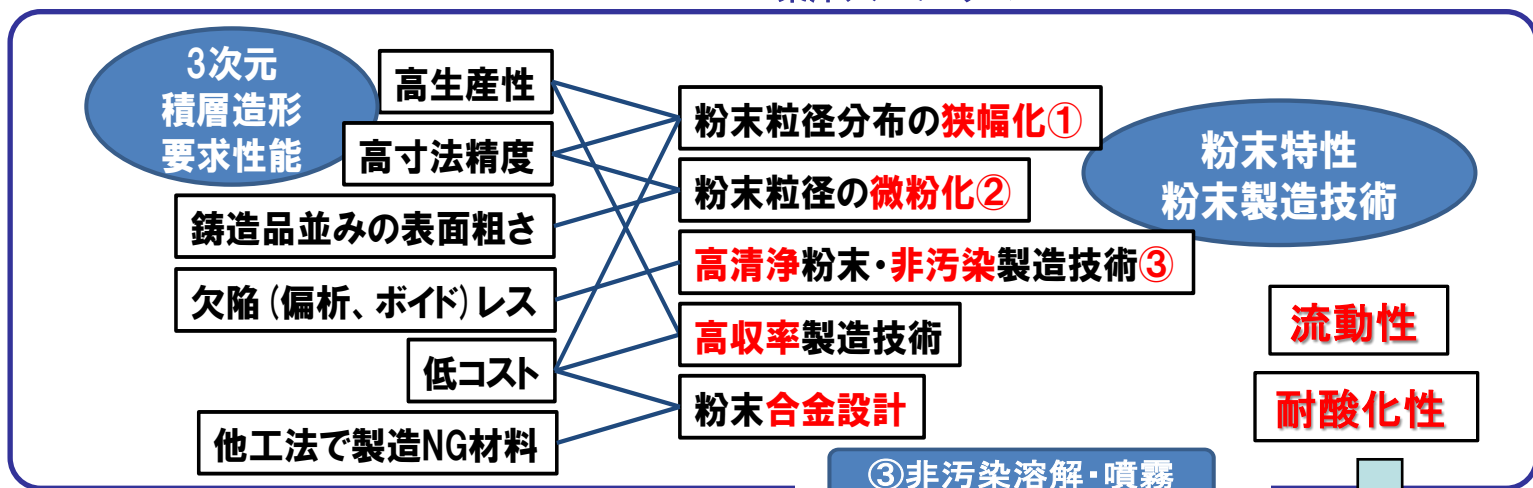 3次元
積層造形
要求性能
高生産性
高寸法精度
鋳造品並みの表面粗さ
欠陥(偏析、ボイド)レス
低コスト
他工法で製造NG材料
粉末粒径分布の狭幅化①
粉末粒径の微粉化②
高清浄粉末・非汚染製造技術③
高収率製造技術
粉末合金設計
粉末特性
粉末製造技術
流動性
耐酸化性
③非汚染溶解・噴霧